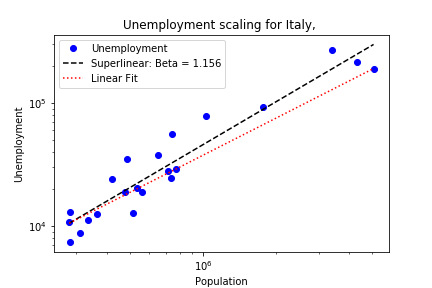 Unemployment scaling for Italy,
Unemployment
Superlinear: Beta = 1.156
Linear Fit
Unemployment
10^5
10^4
10^6
Population